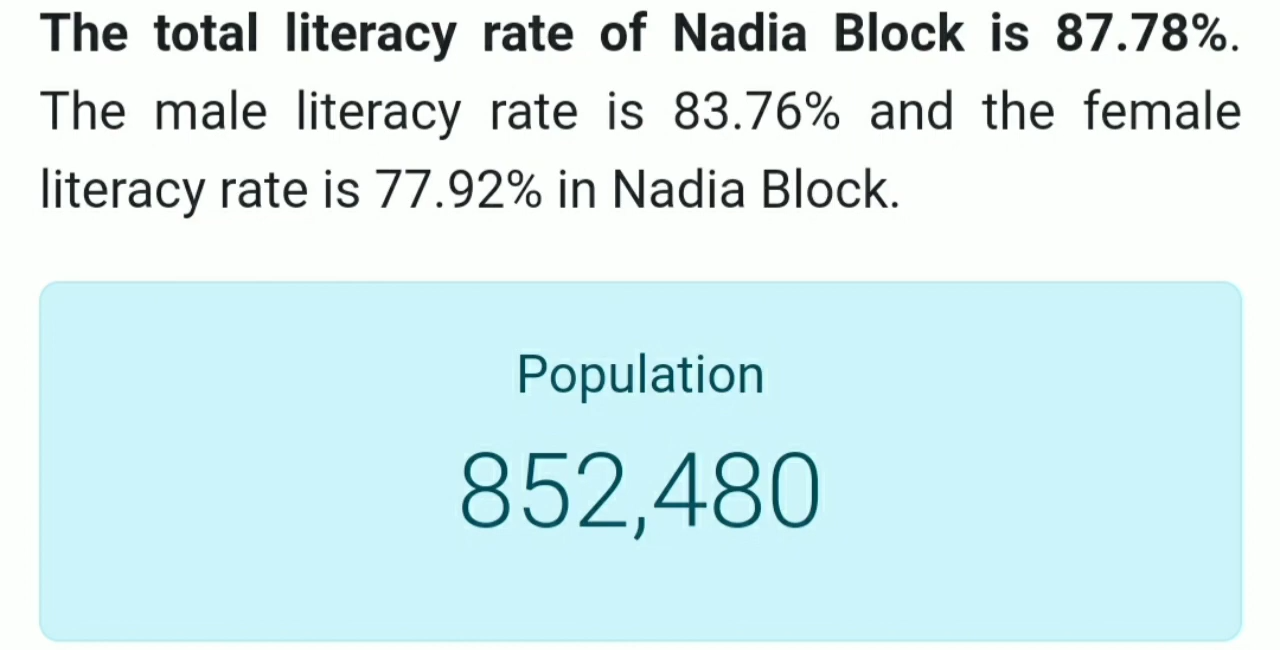 The total literacy rate of Nadia Block is 87.78%.
The male literacy rate is 83.76% and the female
literacy rate is 77.92% in Nadia Block.
Population
852,480